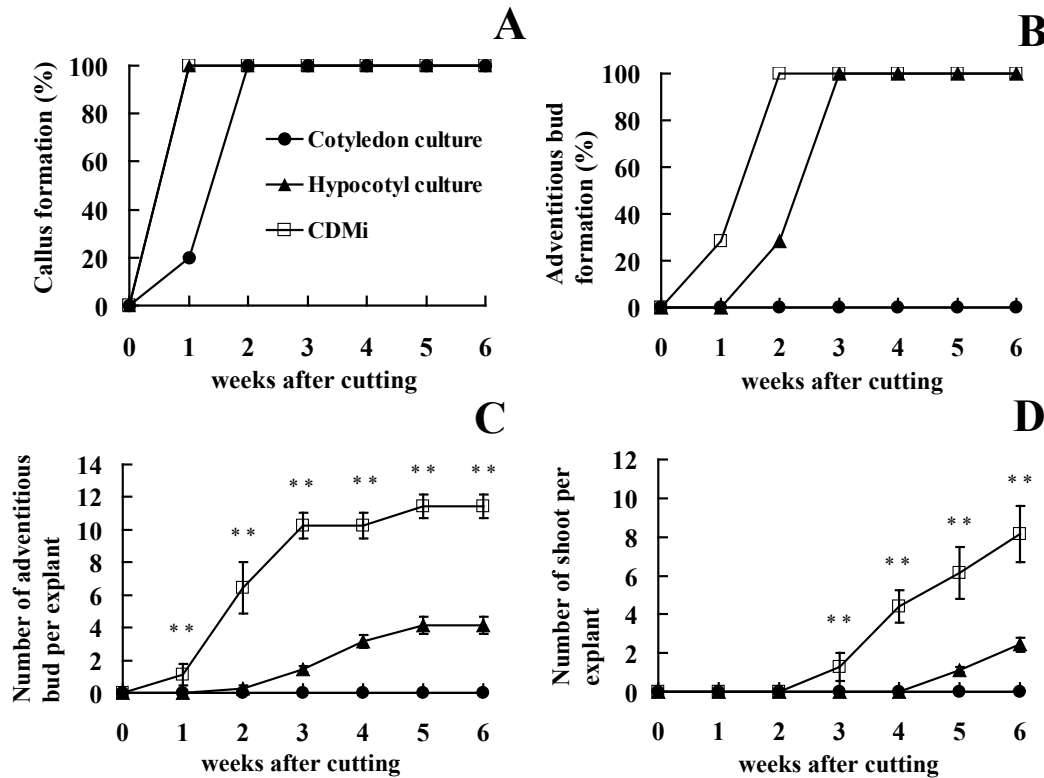 A
Callus formation (%)
100
80
60
40
20
0
Cotyledon culture
Hypocotyl culture
CDMi
0 1 2 3 4 5 6
weeks after cutting
B
Adventitious bud
formation (%)
100
80
60
40
20
0
0 1 2 3 4 5 6
weeks after cutting
C
Number of adventitious
bud per explant
14
12
10
8
6
4
2
0
** ** ** ** ** **
0 1 2 3 4 5 6
weeks after cutting
D
Number of shoot per
explant
12
10
8
6
4
2
0
** ** ** **
0 1 2 3 4 5 6
weeks after cutting